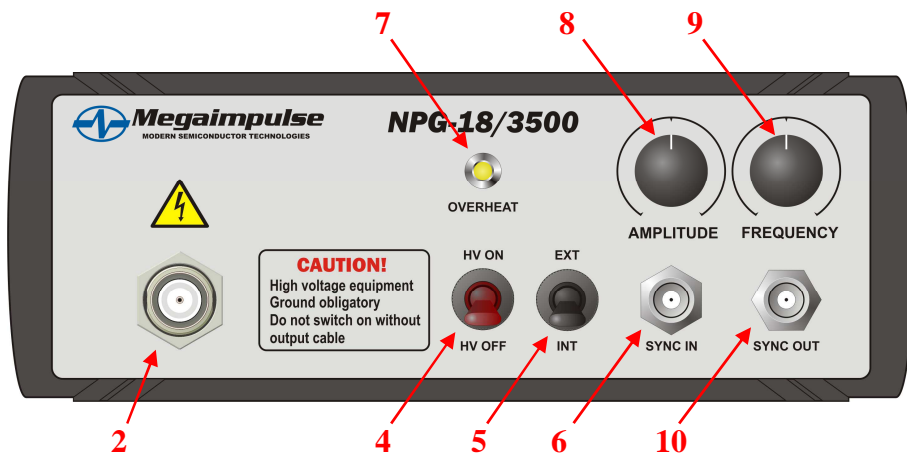 7 8 9
Megaimpulse
MODERN SEMICONDUCTOR TECHNOLOGIES
NPG-18/3500
OVERHEAT
AMPLITUDE
FREQUENCY
CAUTION!
High voltage equipment
Ground obligatory
Do not switch on without
output cable
HV ON
HV OFF
EXT
INT
SYNC IN
SYNC OUT
2 4 5 6 10